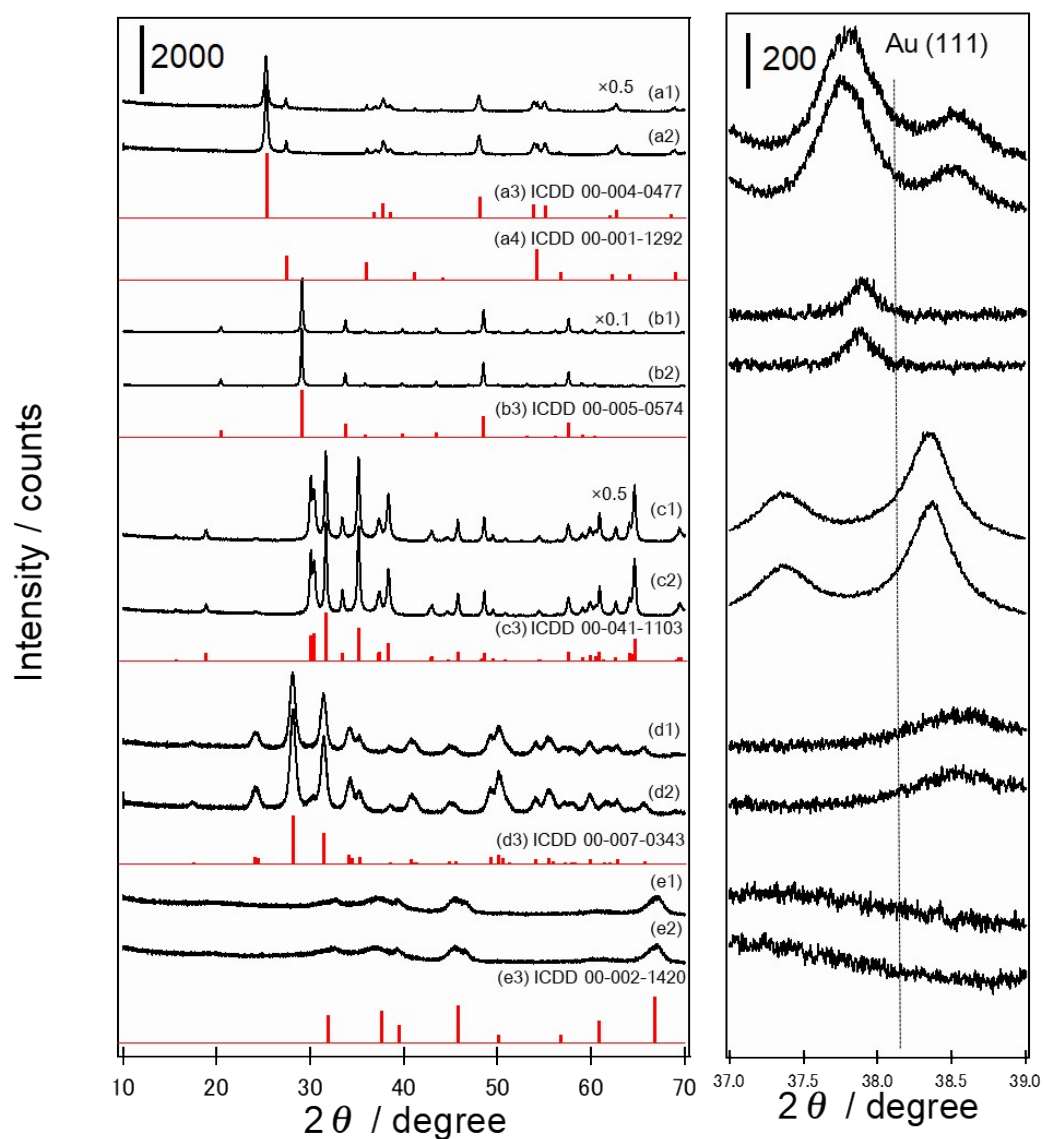 2000
×0.5
(a1)
(a2)
(a3) ICDD 00-004-0477
(a4) ICDD 00-001-1292
×0.1
(b1)
(b2)
(b3) ICDD 00-005-0574
×0.5
(c1)
(c2)
(c3) ICDD 00-041-1103
(d1)
(d2)
(d3) ICDD 00-007-0343
(e1)
(e2)
(e3) ICDD 00-002-1420
10 20 30 40 50 60 70
2θ / degree
Intensity / counts
200
Au (111)
37.0 37.5 38.0 38.5 39.0
2θ / degree